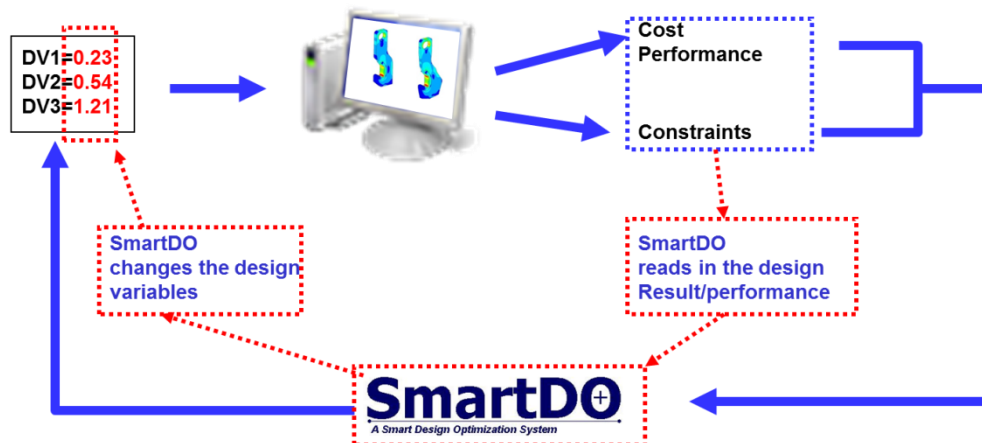 DV1=0.23
DV2=0.54
DV3=1.21
Cost
Performance
Constraints
SmartDO
changes the design
variables
SmartDO
reads in the design
Result/performance
SmartDO
A Smart Design Optimization System